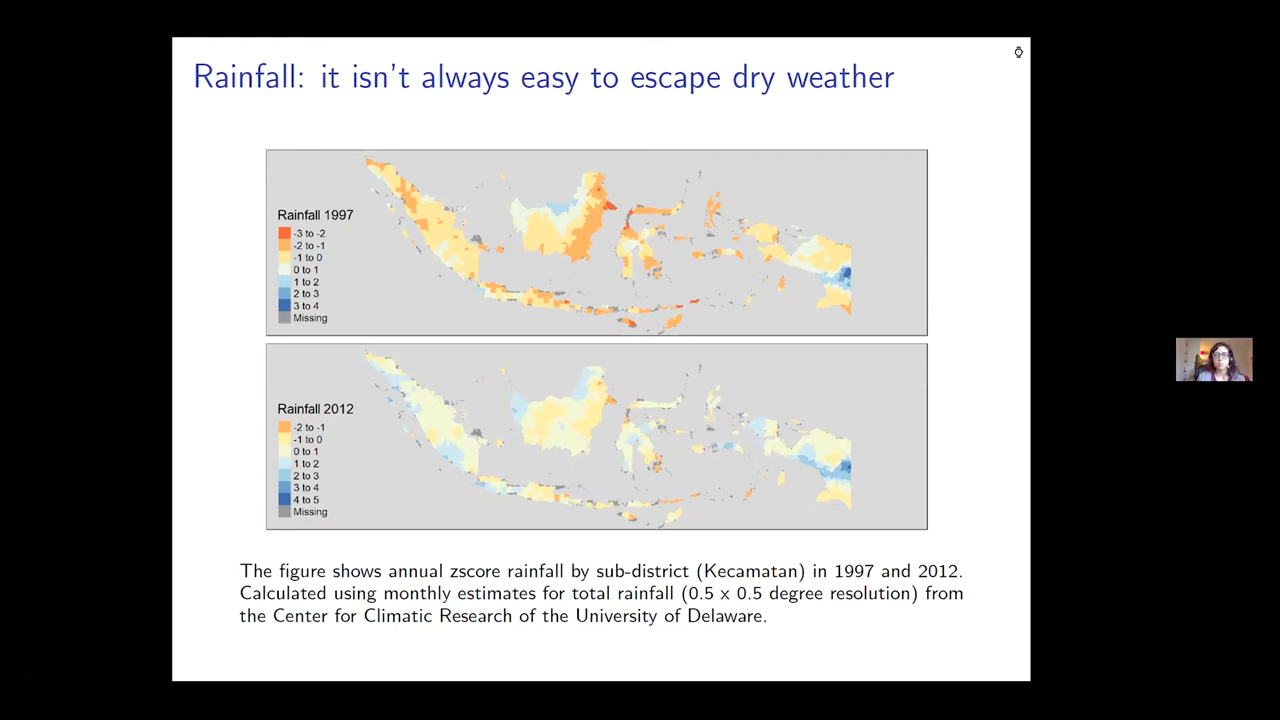 Rainfall: it isn't always easy to escape dry weather
Rainfall 1997
-3 to -2
-2 to -1
-1 to 0
0 to 1
1 to 2
2 to 3
3 to 4
Missing
Rainfall 2012
-2 to -1
-1 to 0
0 to 1
1 to 2
2 to 3
3 to 4
4 to 5
Missing
The figure shows annual zscore rainfall by sub-district (Kecamatan) in 1997 and 2012.
Calculated using monthly estimates for total rainfall (0.5 x 0.5 degree resolution) from
the Center for Climatic Research of the University of Delaware.